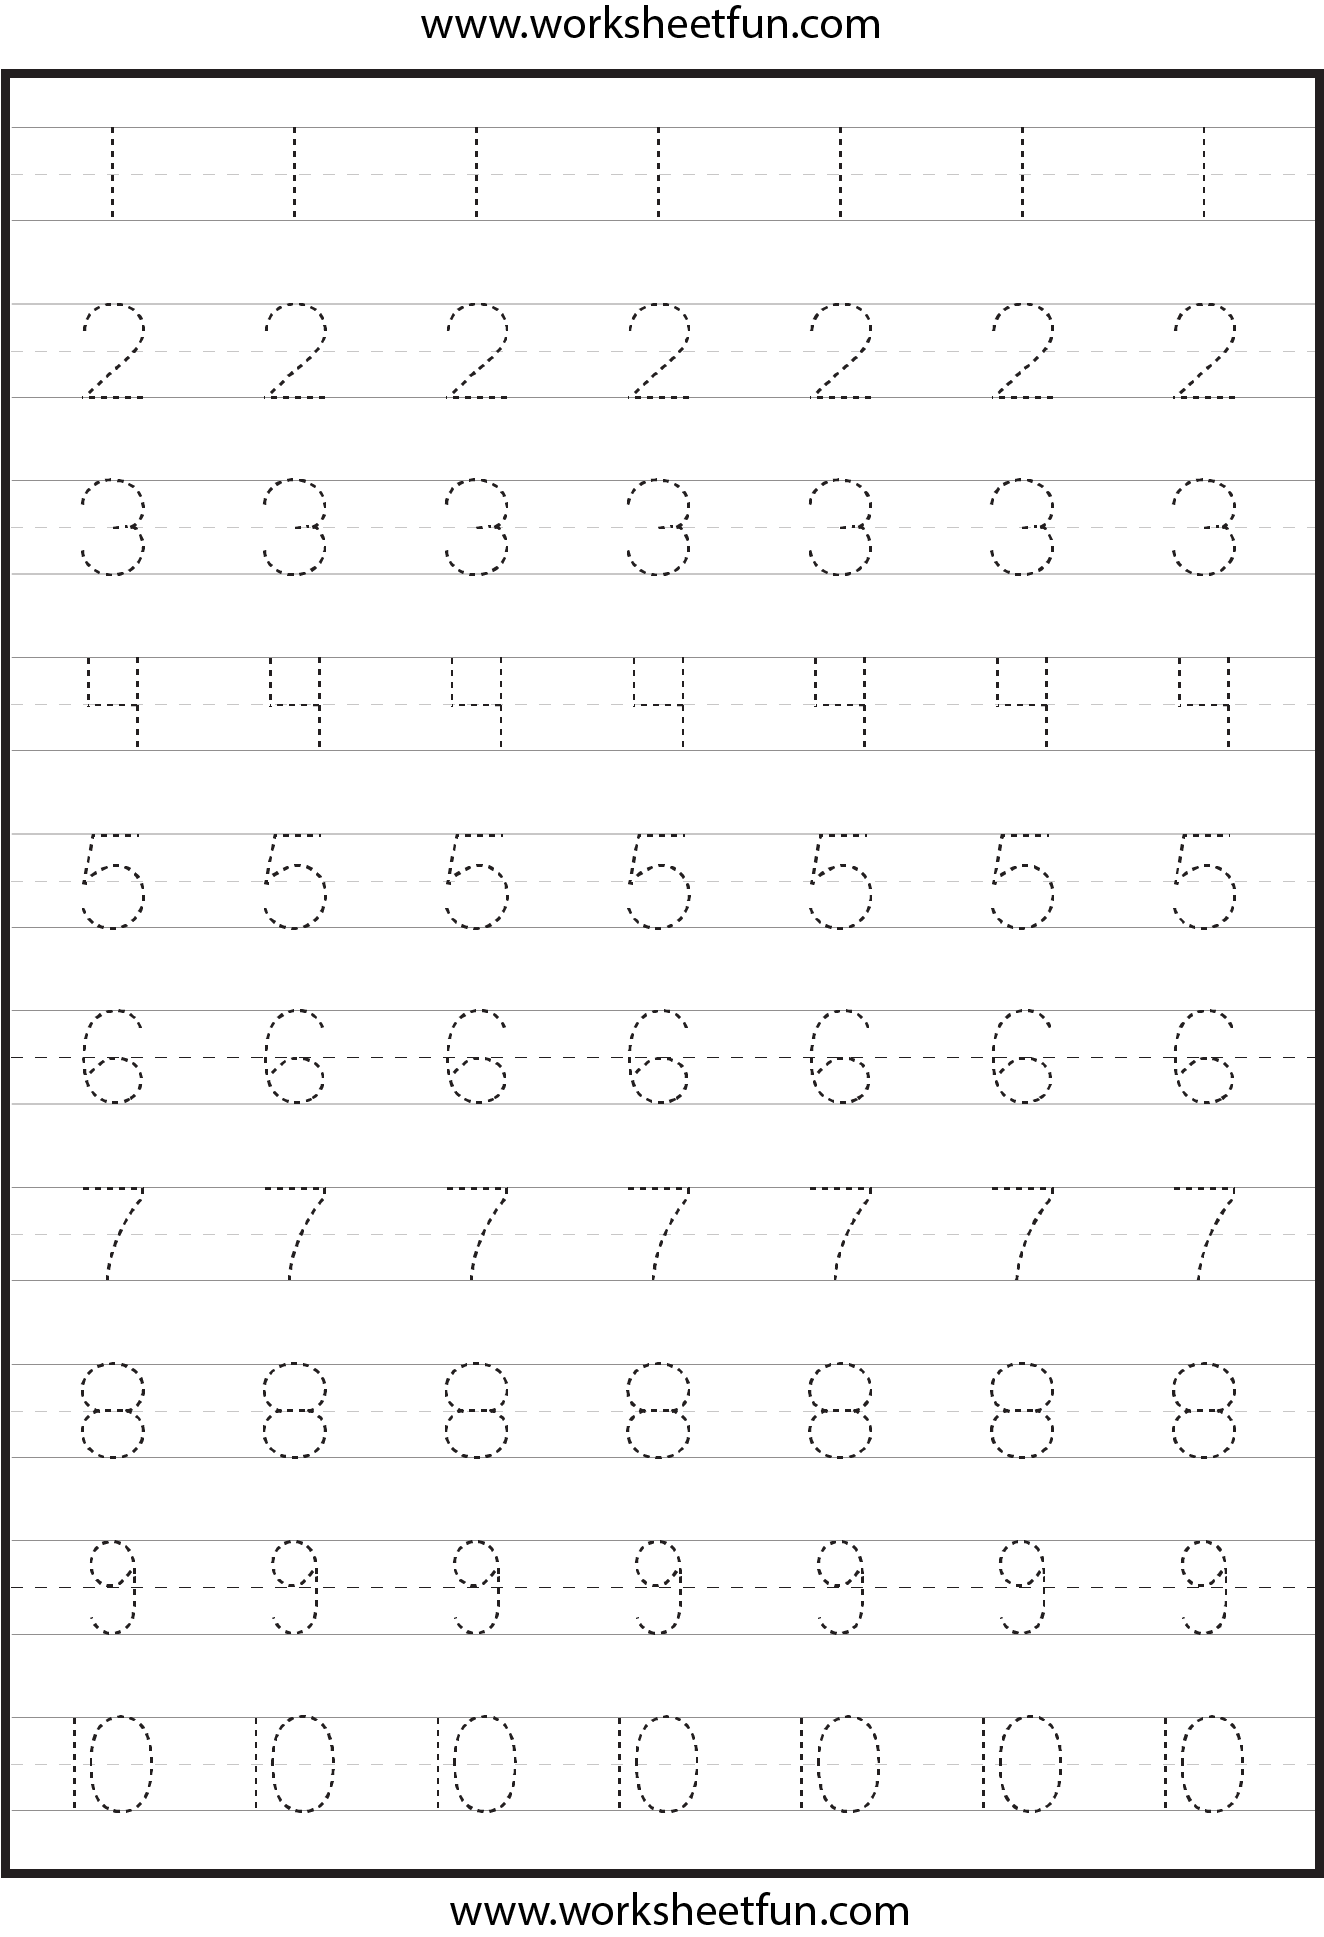 www.worksheetfun.com
1 1 1 1 1 1 1
2 2 2 2 2 2 2
3 3 3 3 3 3 3
4 4 4 4 4 4 4
5 5 5 5 5 5 5
6 6 6 6 6 6 6
7 7 7 7 7 7 7
8 8 8 8 8 8 8
9 9 9 9 9 9 9
10 10 10 10 10 10 10
www.worksheetfun.com